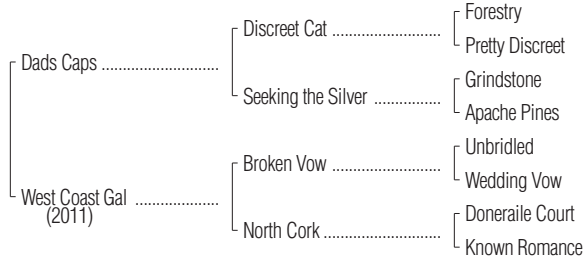 Forestry
Discreet Cat ....................
Pretty Discreet
Dads Caps ......................
Grindstone
Seeking the Silver ............
Apache Pines
Unbridled
Broken Vow ....................
Wedding Vow
West Coast Gal ................
(2011)
Doneraile Court
North Cork ......................
Known Romance